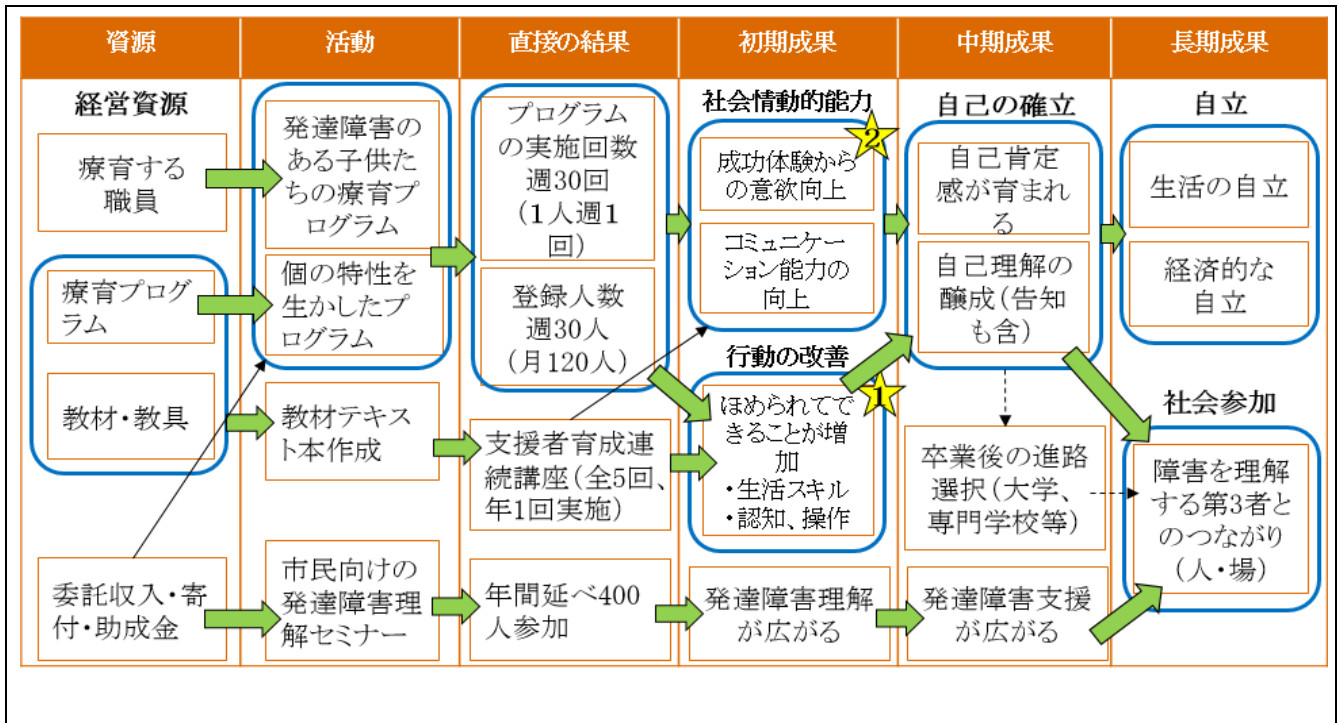 資源
活動
直接の結果
初期成果
中期成果
長期成果
経営資源
療育する
職員
療育プログ
ラム
教材・教具
委託収入・寄
付・助成金
発達障害の
ある子供た
ちの療育プ
ログラム
個の特性を
生かしたプ
ログラム
教材テキス
ト本作成
市民向けの
発達障害理
解セミナー
プログラム
の実施回数
週30回
(1人週1
回)
登録人数
週30人
(月120人)
支援者育成連
続講座(全5回、
年1回実施)
年間延べ400
人参加
社会情動的能力
2
成功体験から
の意欲向上
コミュニケー
ション能力の
向上
行動の改善
1
ほめられてで
きることが増
加
・生活スキル
・認知、操作
発達障害理解
が広がる
自己の確立
自己肯定
感が育まれ
る
自己理解の
醸成(告知
も含)
卒業後の進路
選択(大学、
専門学校等)
発達障害支援
が広がる
自立
生活の自立
経済的な
自立
社会参加
障害を理解
する第3者と
のつながり
(人・場)